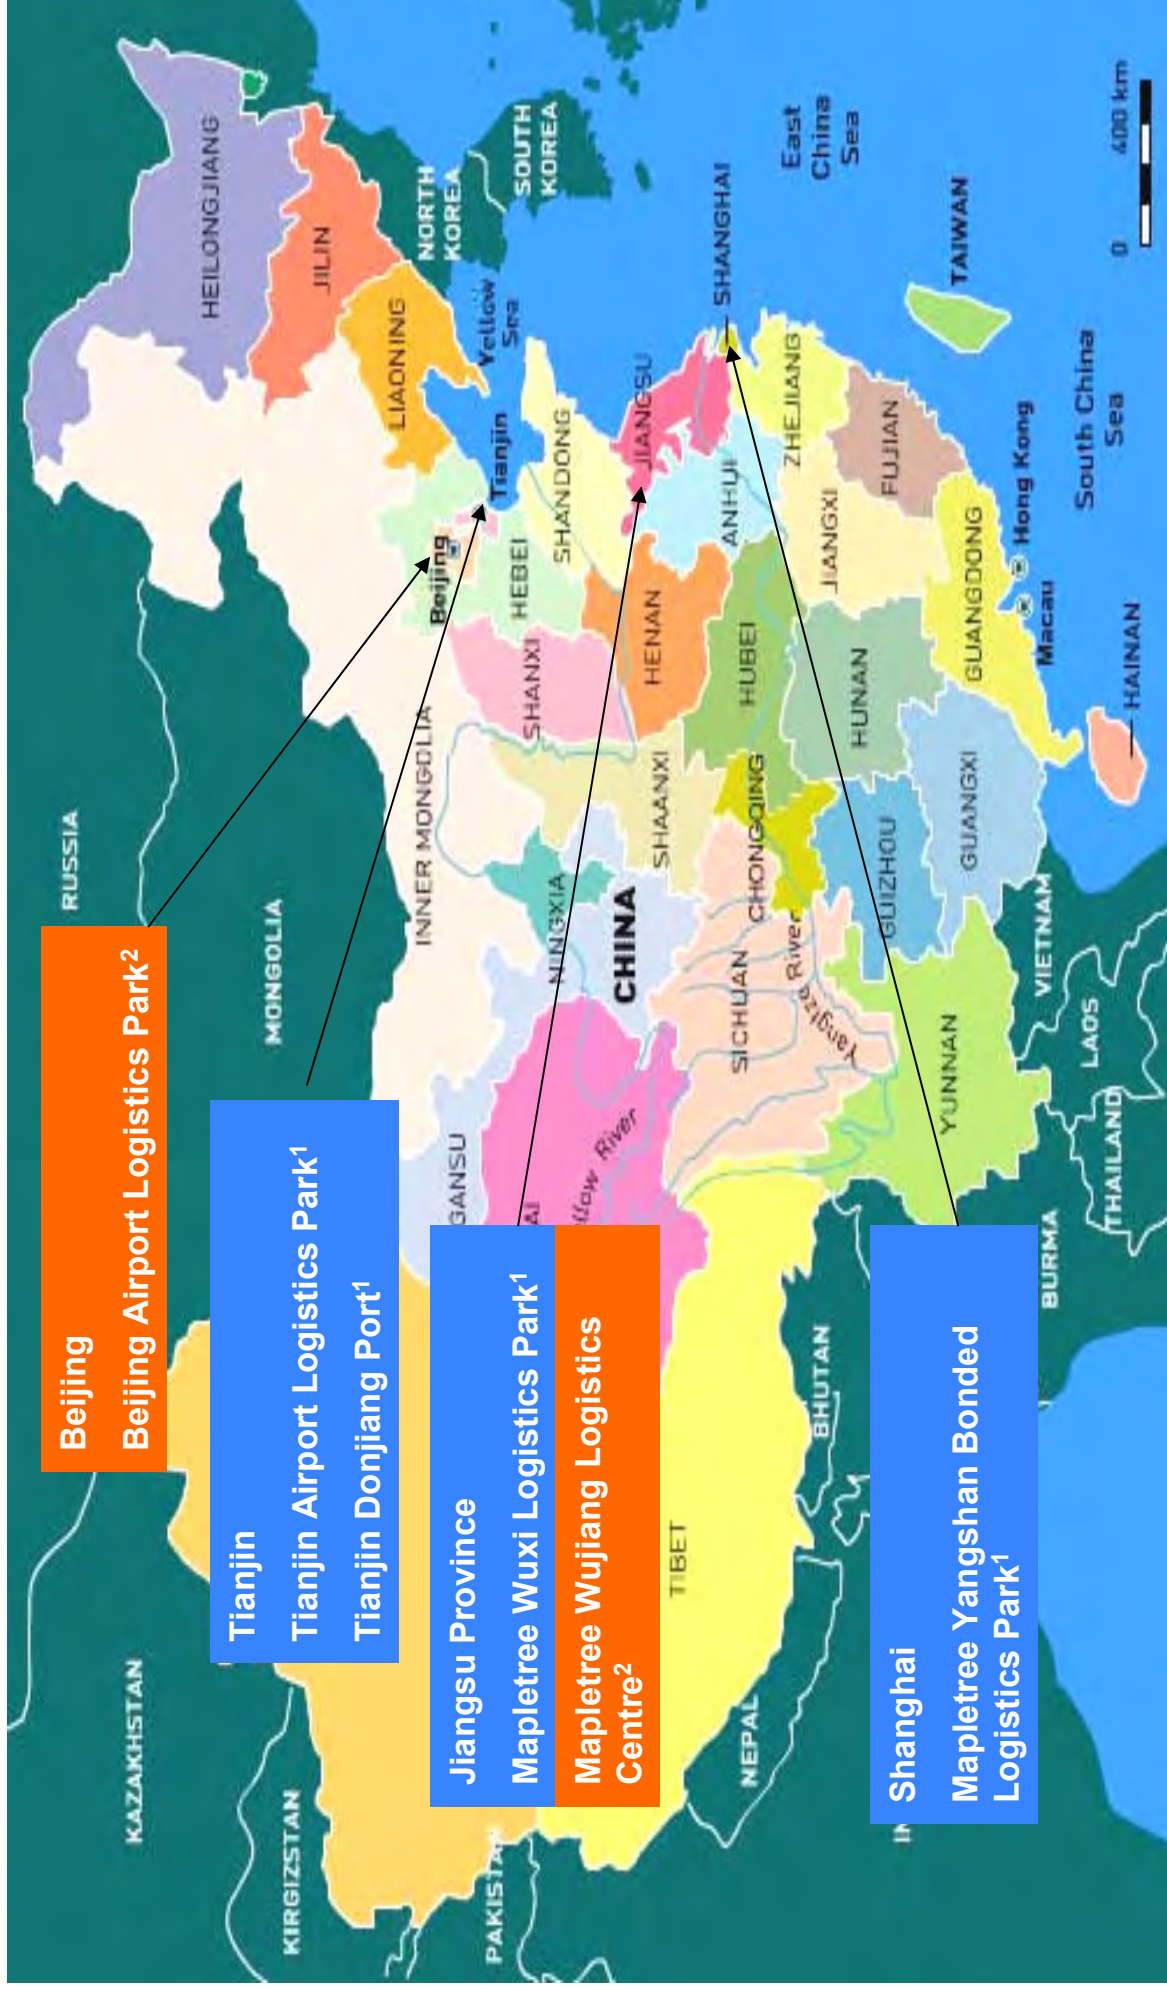 RUSSIA
KAZAKHSTAN
MONGOLIA
KIRGIZSTAN
HEILONGJIANG
JILIN
LIAONING
NORTH
KOREA
SOUTH
KOREA
INNER MONGOLIA
Beijing
Tianjin
Yellow
Sea
HEBEI
SHANXI
SHANDONG
GANSU
NINGXIA
CHINA
SHAANXI
HENAN
JIANGSU
SHANGHAI
East
China
Sea
AI
llow River
PAKISTAN
TIBET
SICHUAN
CHONGQING
HUBEI
ANHUI
ZHEJIANG
Yangtze River
NEPAL
BHUTAN
GUIZHOU
HUNAN
JIANGXI
FUJIAN
TAIWAN
IN
YUNNAN
GUANGXI
GUANGDONG
Hong Kong
Macau
South China
Sea
BURMA
VIETNAM
LAOS
THAILAND
HAINAN
0 400 km
Beijing
Beijing Airport Logistics Park²
Tianjin
Tianjin Airport Logistics Park¹
Tianjin Donjiang Port¹
Jiangsu Province
Mapletree Wuxi Logistics Park¹
Mapletree Wujiang Logistics
Centre²
Shanghai
Mapletree Yangshan Bonded
Logistics Park¹